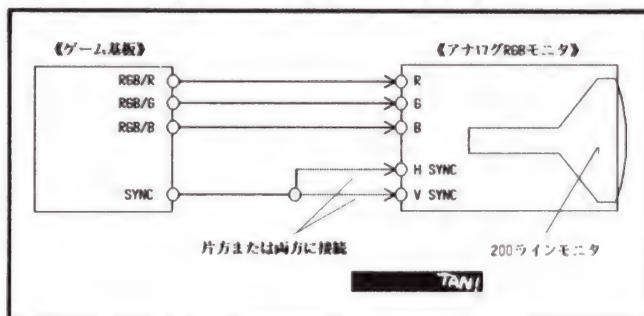 《ゲーム基板》
《アナログRGBモニタ》
RGB/R
RGB/G
RGB/B
SYNC
R
G
B
H SYNC
V SYNC
片方または両方に接続
200ラインモニタ
TANI